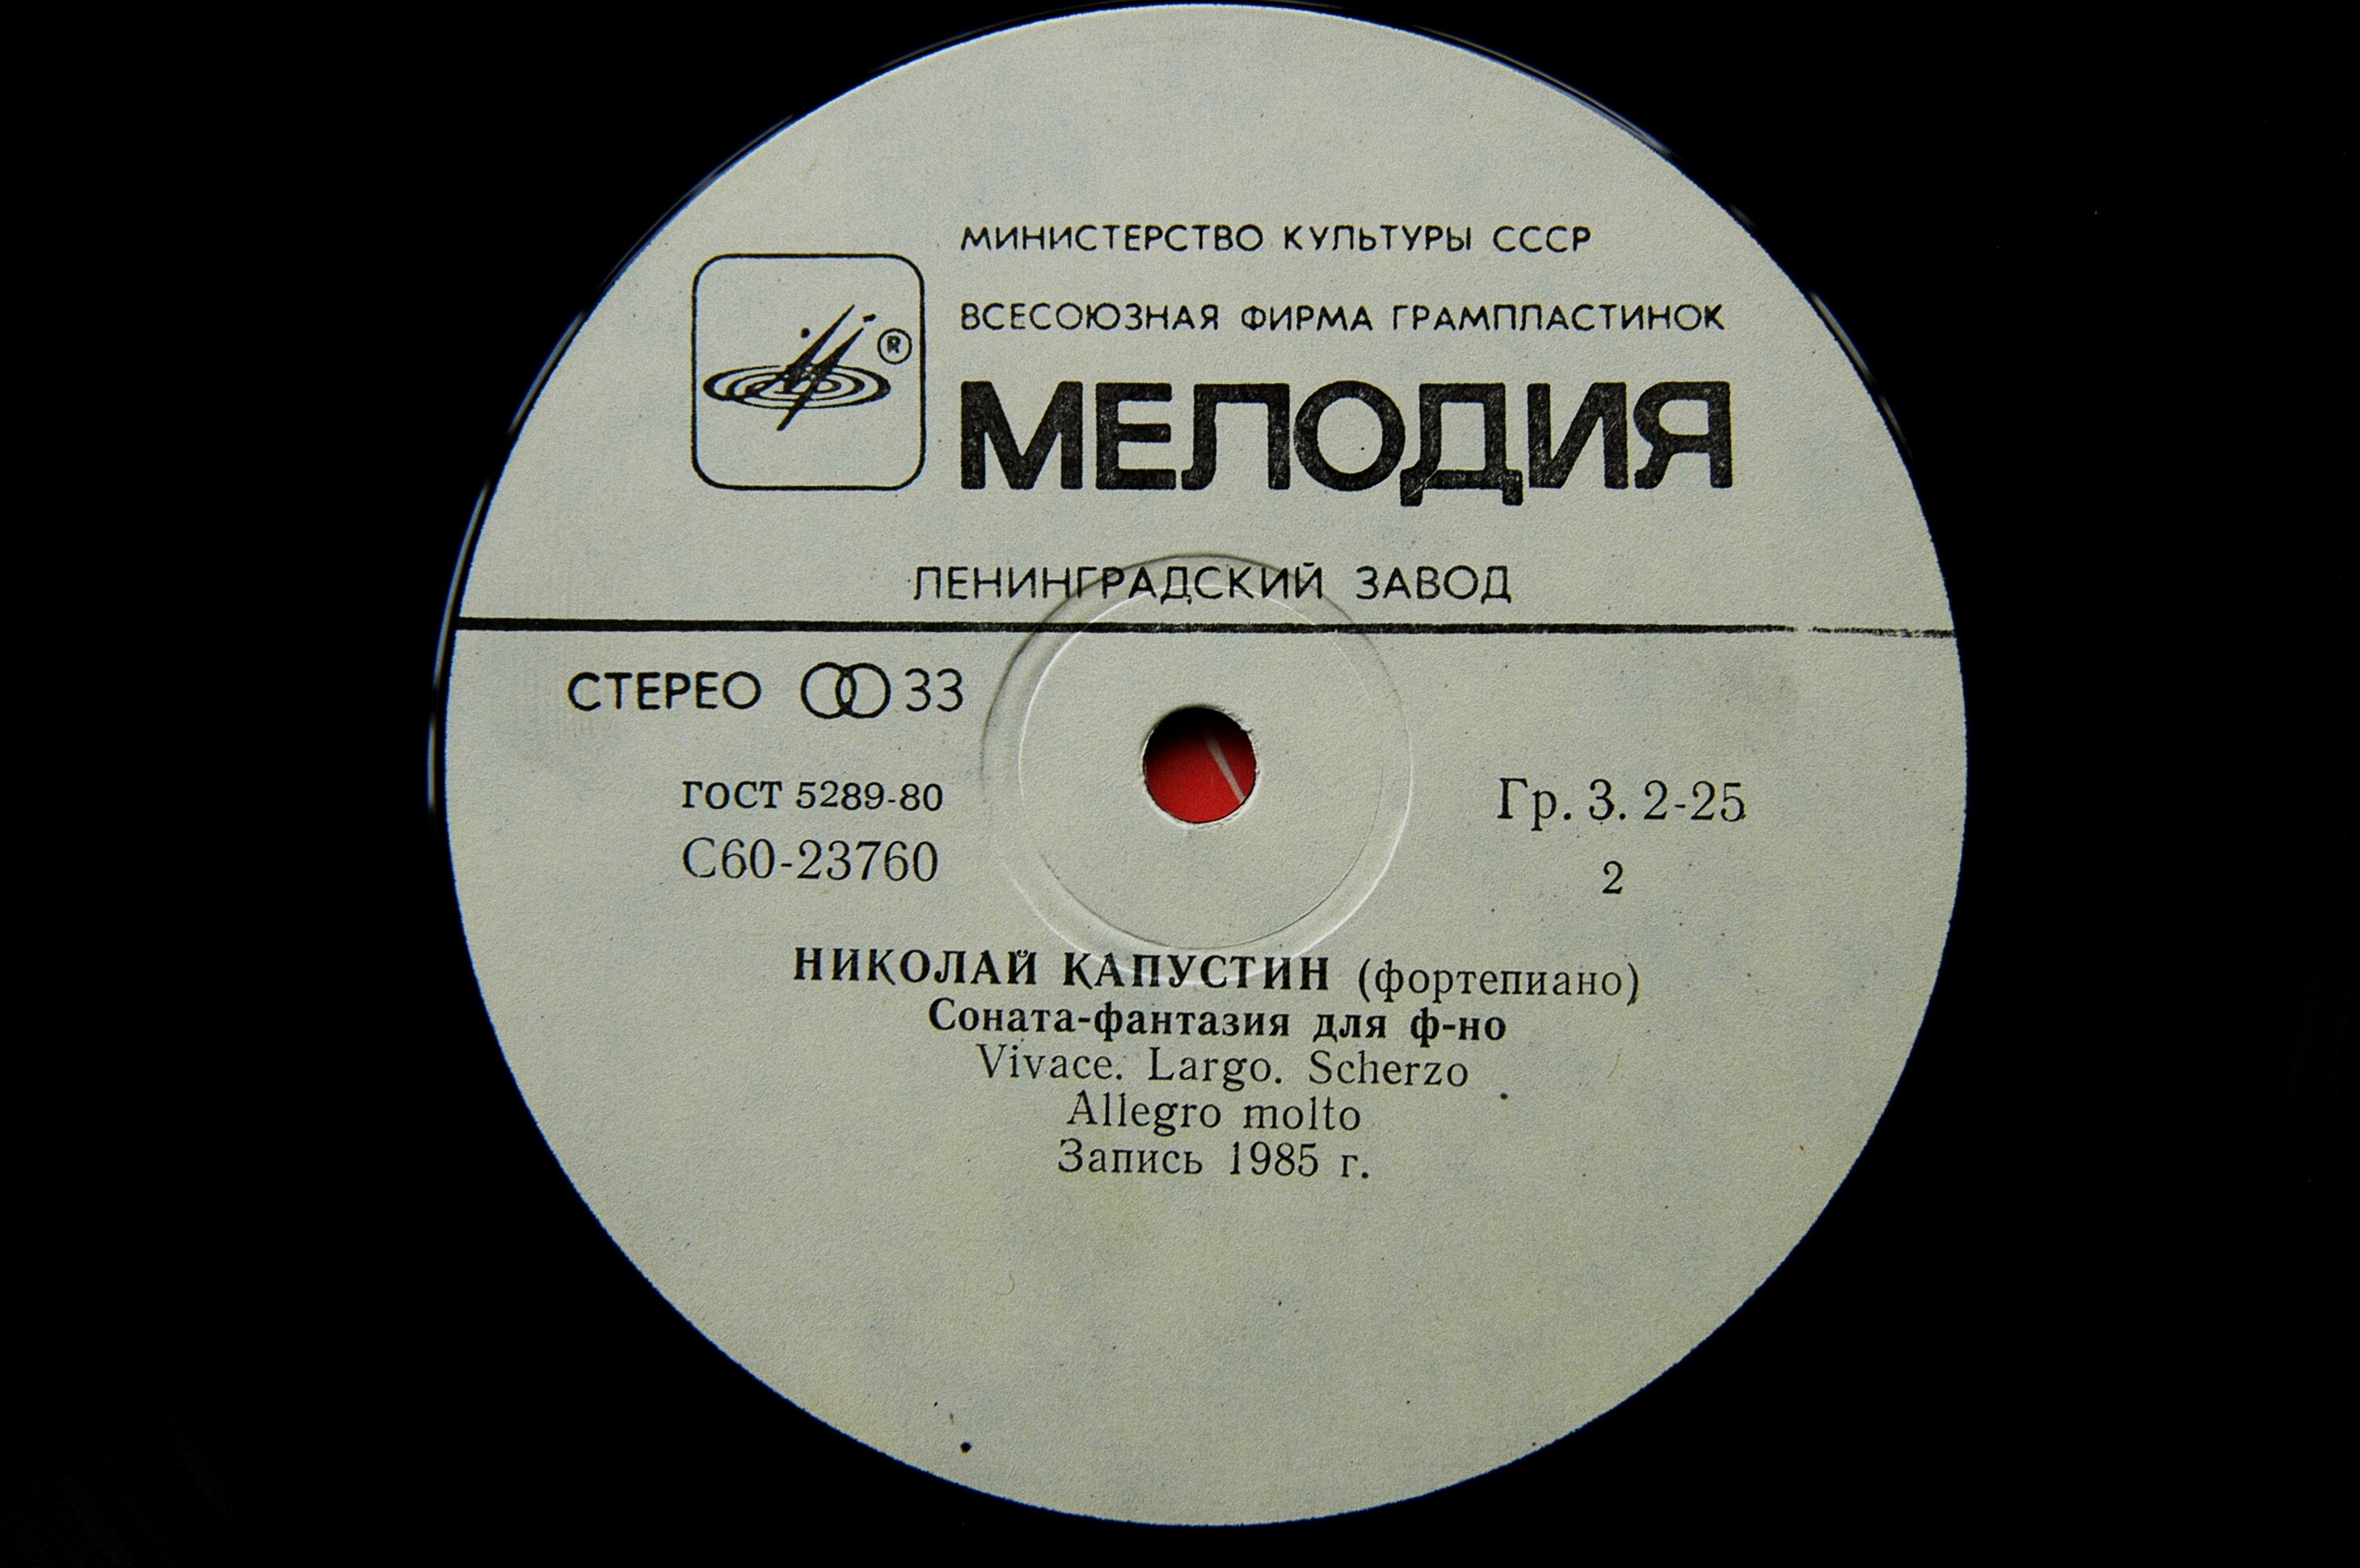 МИНИСТЕРСТВО КУЛЬТУРЫ СССР
ВСЕСОЮЗНАЯ ФИРМА ГРАМПЛАСТИНОК
®
МЕЛОДИЯ
ЛЕНИНГРАДСКИЙ ЗАВОД
СТЕРЕО 33
ГОСТ 5289-80
Гр. 3. 2-25
С60-23760
2
НИКОЛАЙ КАПУСТИН (фортепиано)
Соната-фантазия для ф-но
Vivace. Largo. Scherzo
Allegro molto
Запись 1985 г.